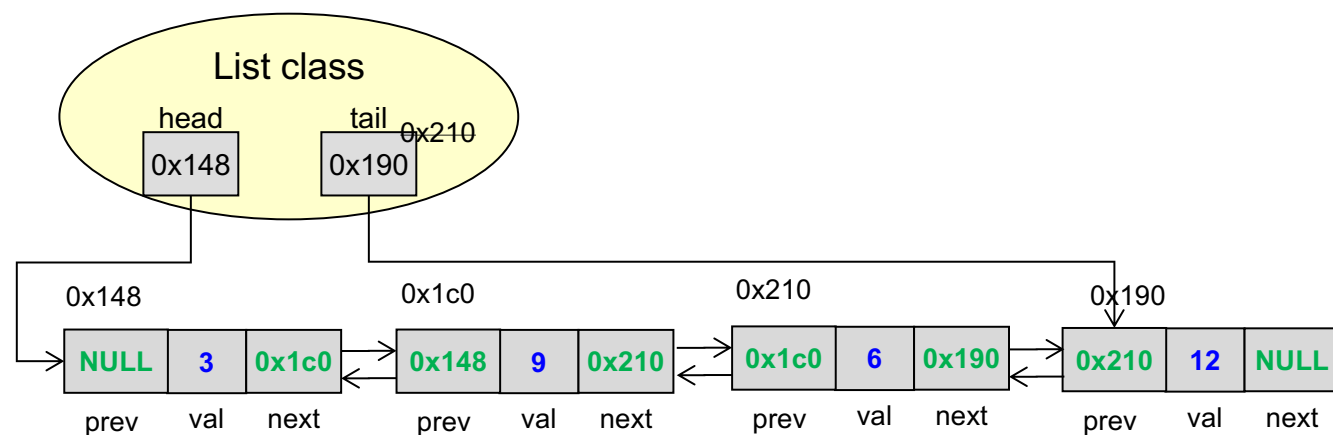 List class
head tail
0x210
0x148 0x190
0x148 0x1c0 0x210 0x190
NULL 3 0x1c0 0x148 9 0x210 0x1c0 6 0x190 0x210 12 NULL
prev val next prev val next prev val next prev val next